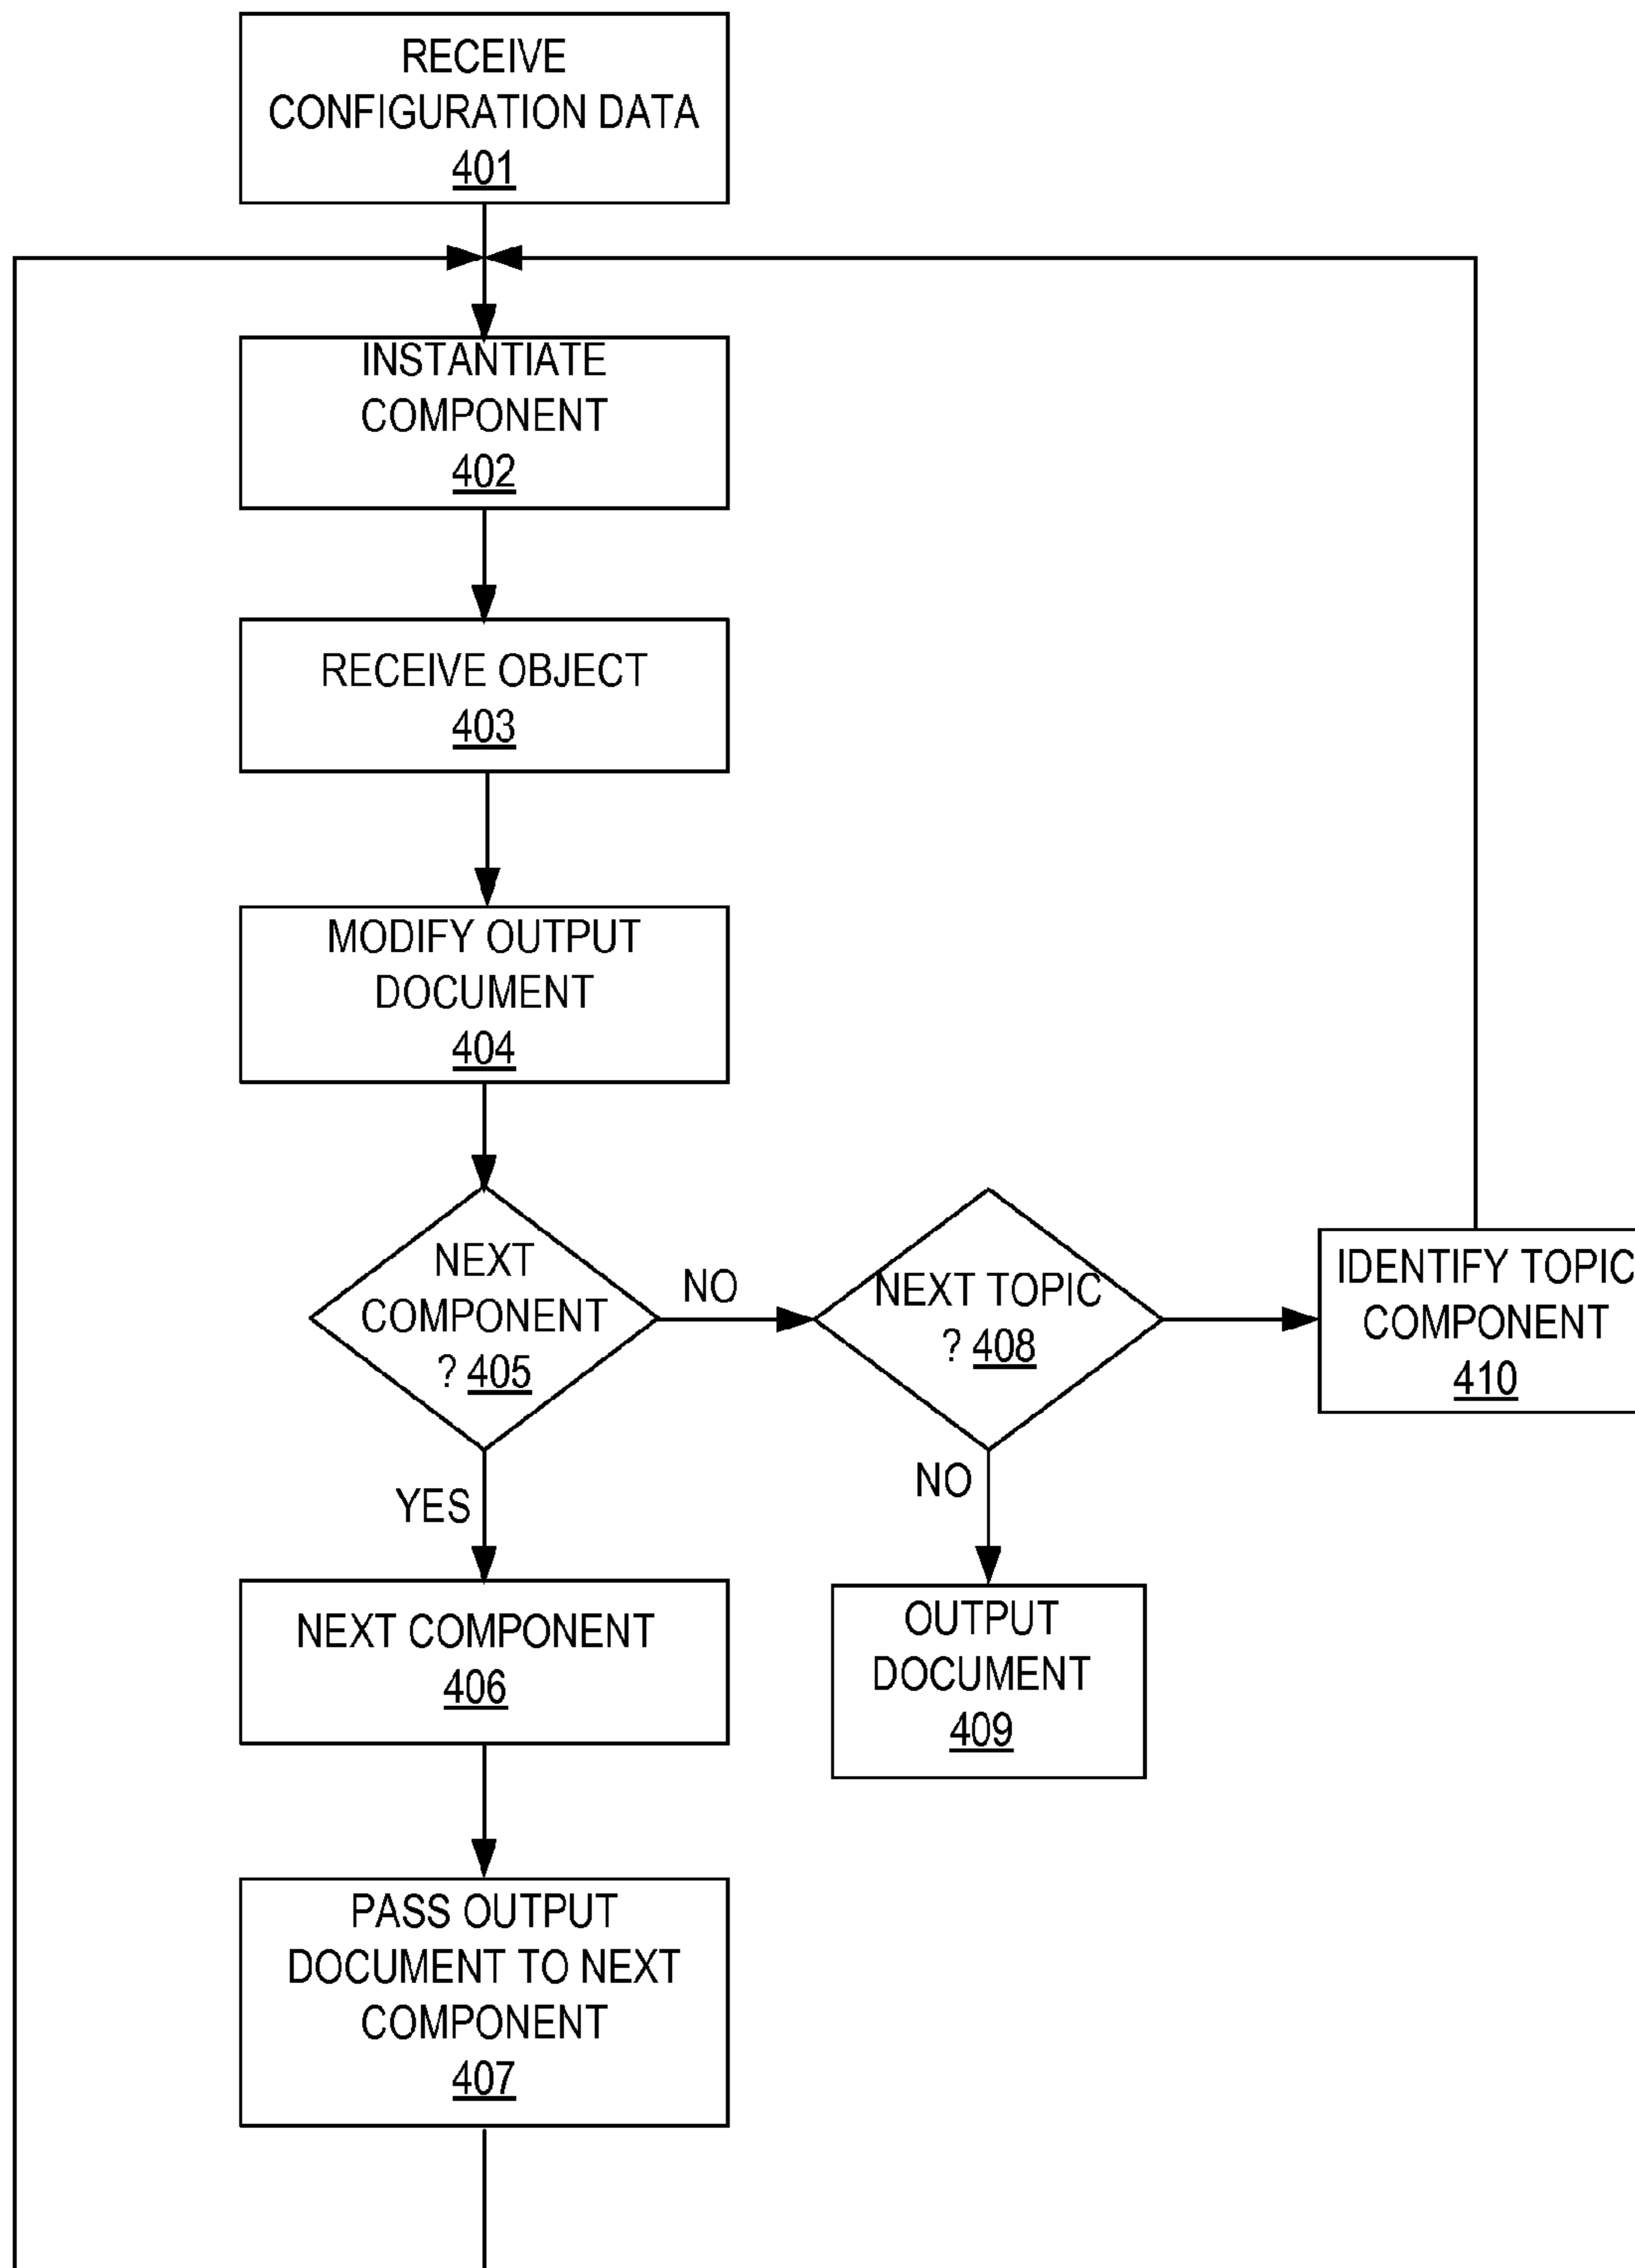 RECEIVE
CONFIGURATION DATA
401
INSTANTIATE
COMPONENT
402
RECEIVE OBJECT
403
MODIFY OUTPUT
DOCUMENT
404
NEXT
COMPONENT
? 405
NO
NEXT TOPIC
? 408
IDENTIFY TOPIC
COMPONENT
410
YES
NO
NEXT COMPONENT
406
OUTPUT
DOCUMENT
409
PASS OUTPUT
DOCUMENT TO NEXT
COMPONENT
407